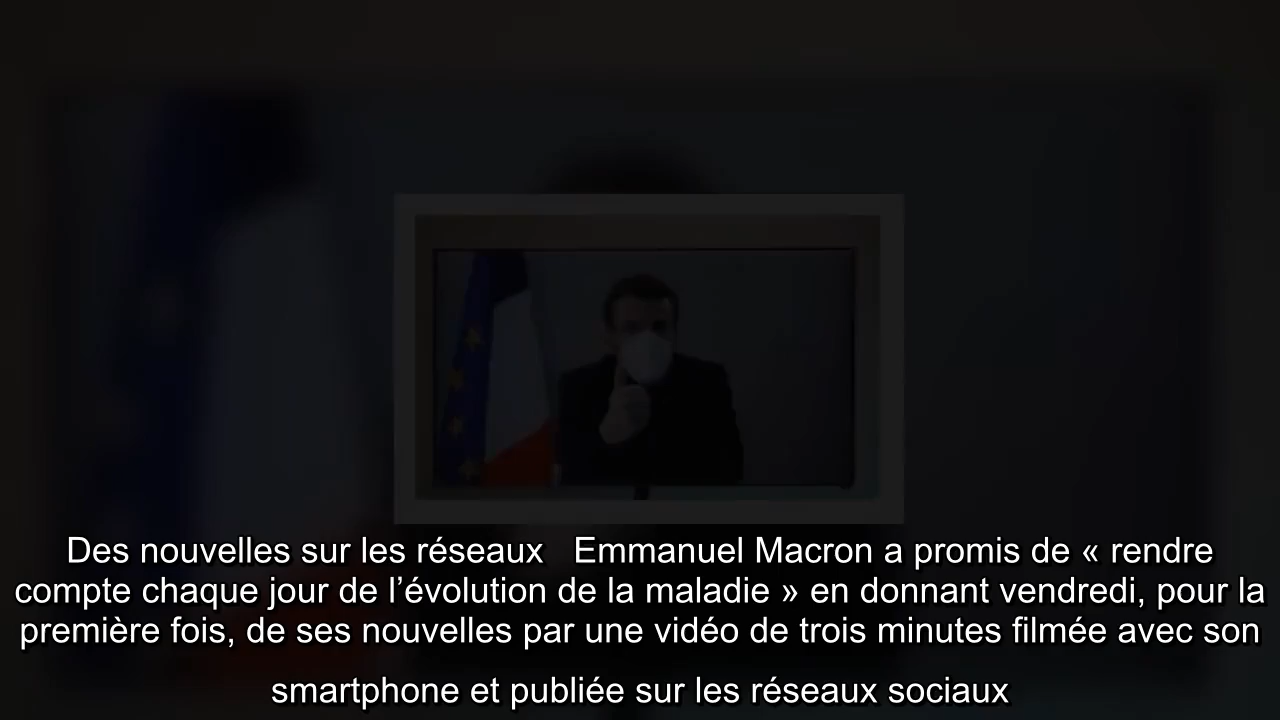 Des nouvelles sur les réseaux   Emmanuel Macron a promis de « rendre
compte chaque jour de l’évolution de la maladie » en donnant vendredi, pour la
première fois, de ses nouvelles par une vidéo de trois minutes filmée avec son
smartphone et publiée sur les réseaux sociaux